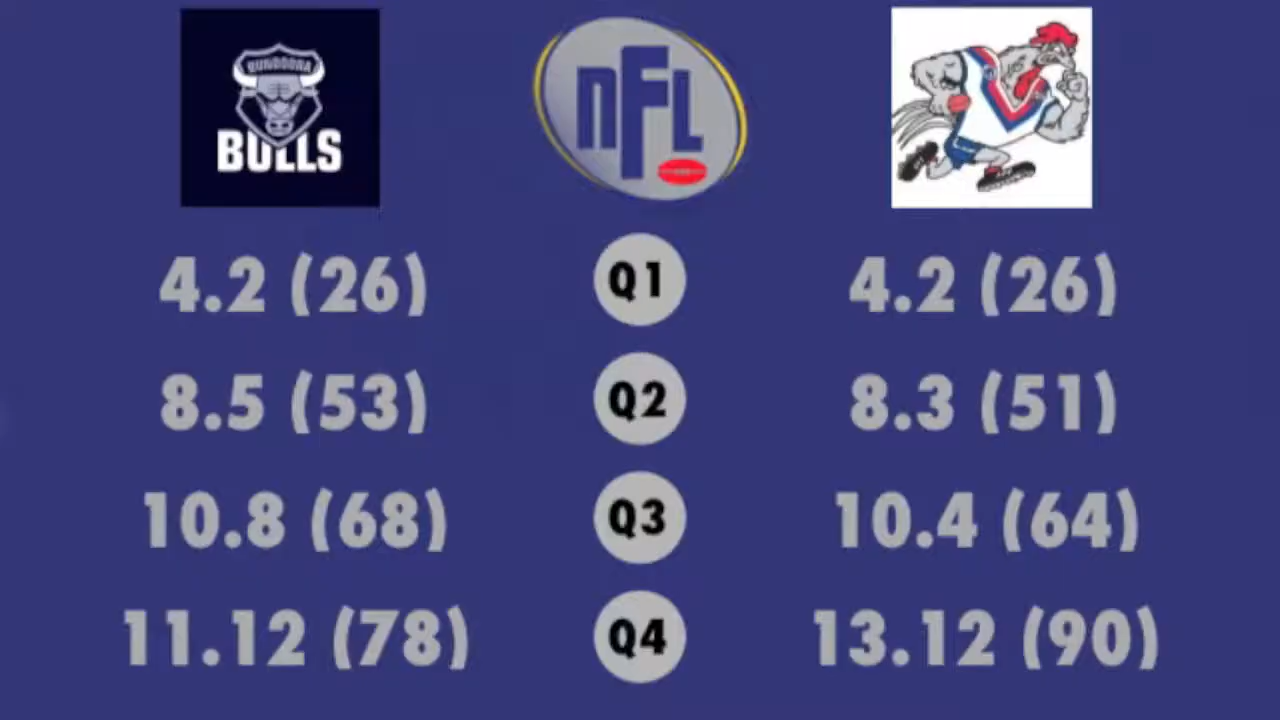 BUNDOORA
BULLS
NFL
4.2 (26) Q1 4.2 (26)
8.5 (53) Q2 8.3 (51)
10.8 (68) Q3 10.4 (64)
11.12 (78) Q4 13.12 (90)